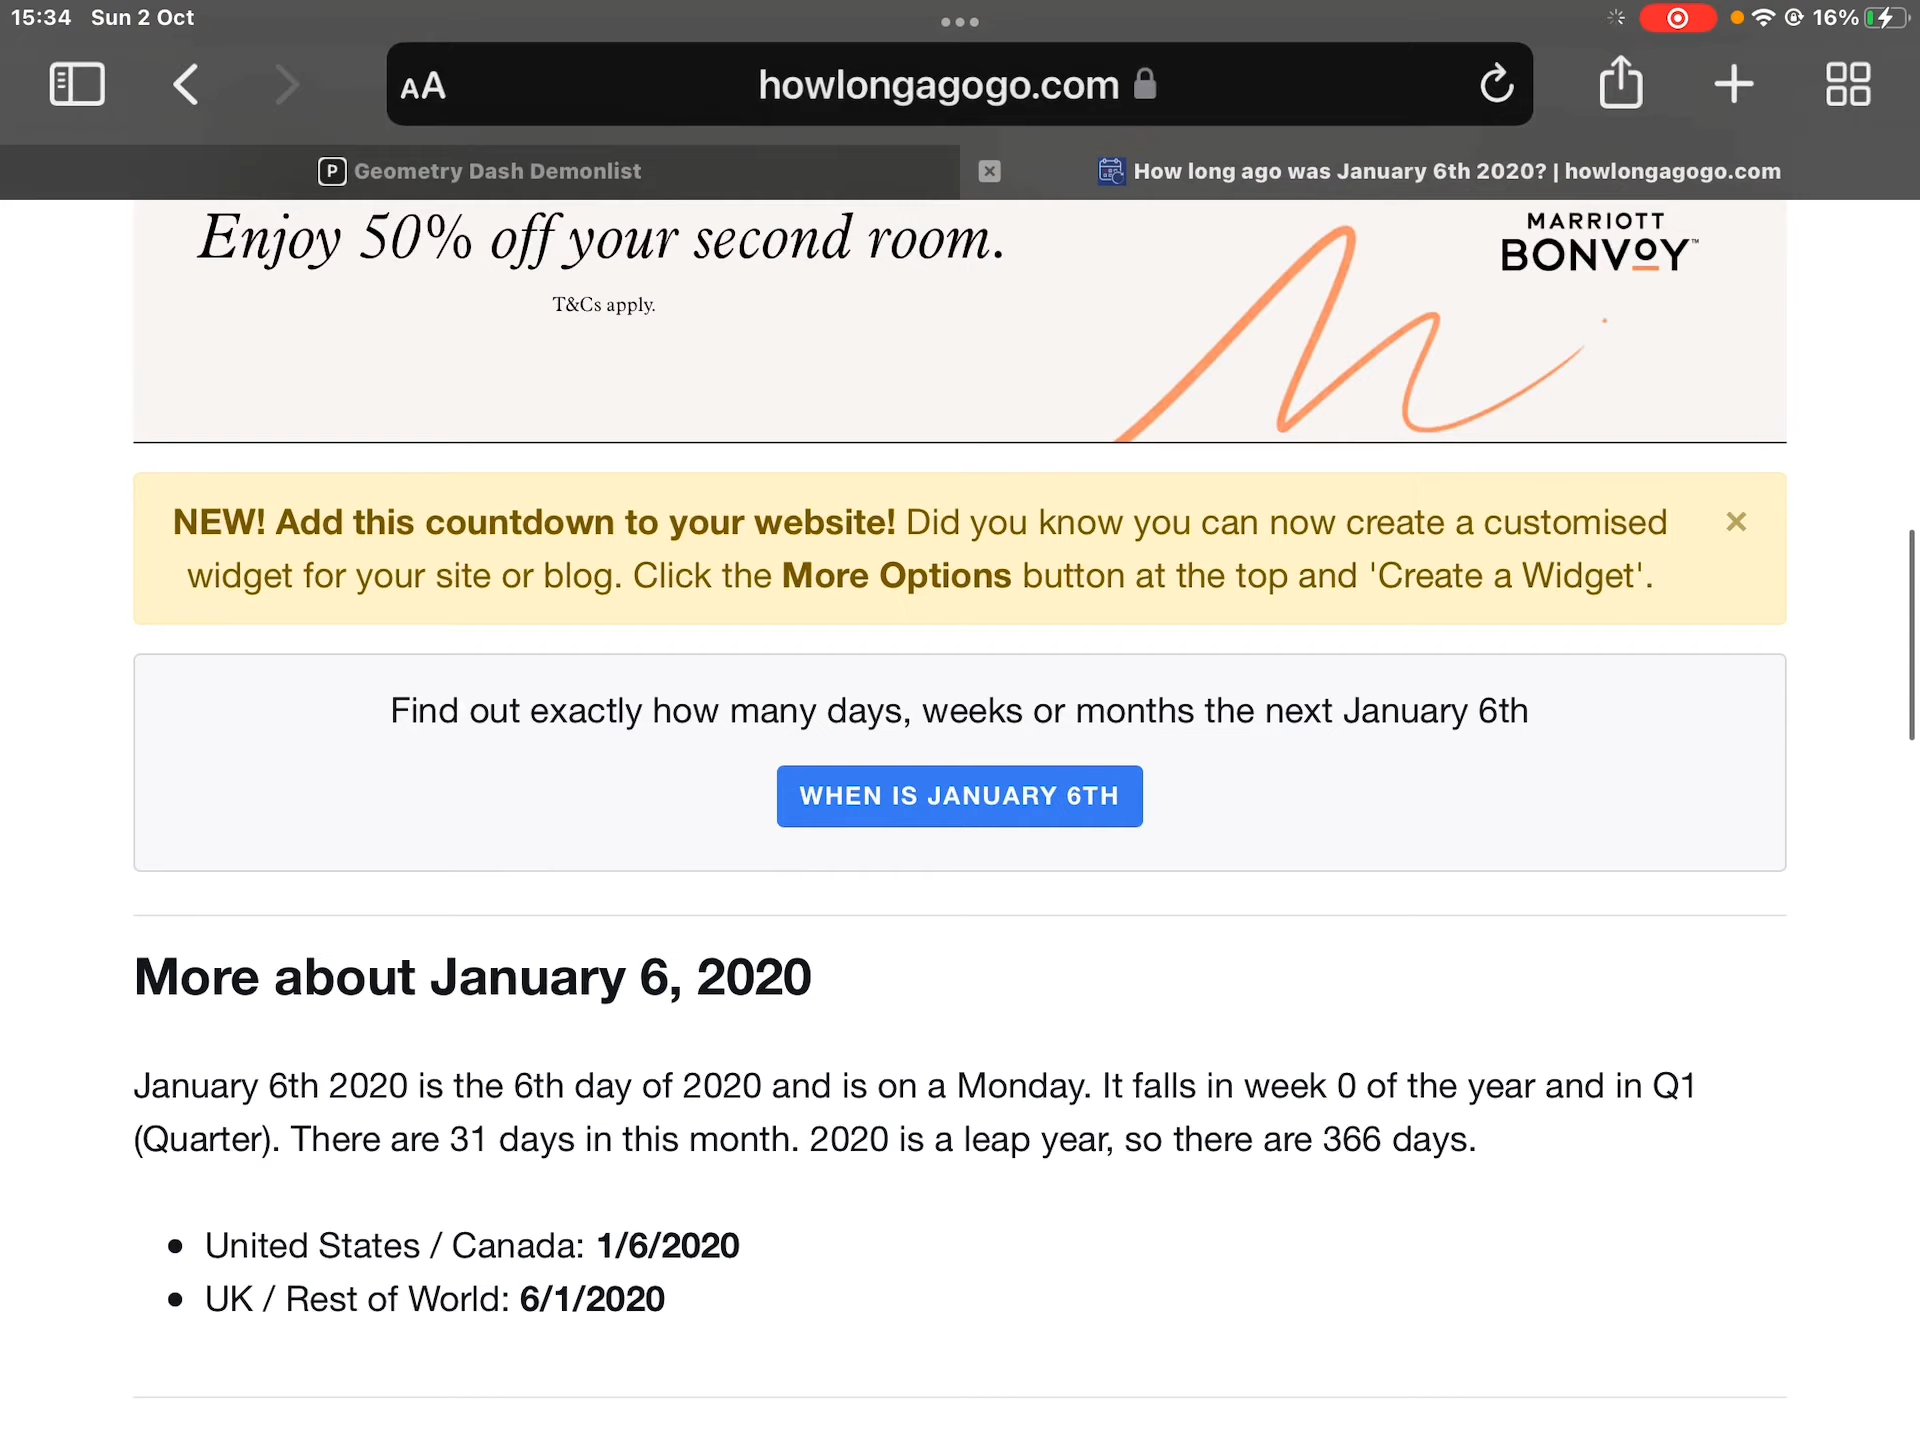 15:34 Sun 2 Oct
16%
AA howlongagogo.com
P Geometry Dash Demonlist
How long ago was January 6th 2020? | howlongagogo.com
Enjoy 50% off your second room.
T&Cs apply.
MARRIOTT
BONVOY™
NEW! Add this countdown to your website! Did you know you can now create a customised
widget for your site or blog. Click the More Options button at the top and 'Create a Widget'.
×
Find out exactly how many days, weeks or months the next January 6th
WHEN IS JANUARY 6TH
More about January 6, 2020
January 6th 2020 is the 6th day of 2020 and is on a Monday. It falls in week 0 of the year and in Q1
(Quarter). There are 31 days in this month. 2020 is a leap year, so there are 366 days.
• United States / Canada: 1/6/2020
• UK / Rest of World: 6/1/2020